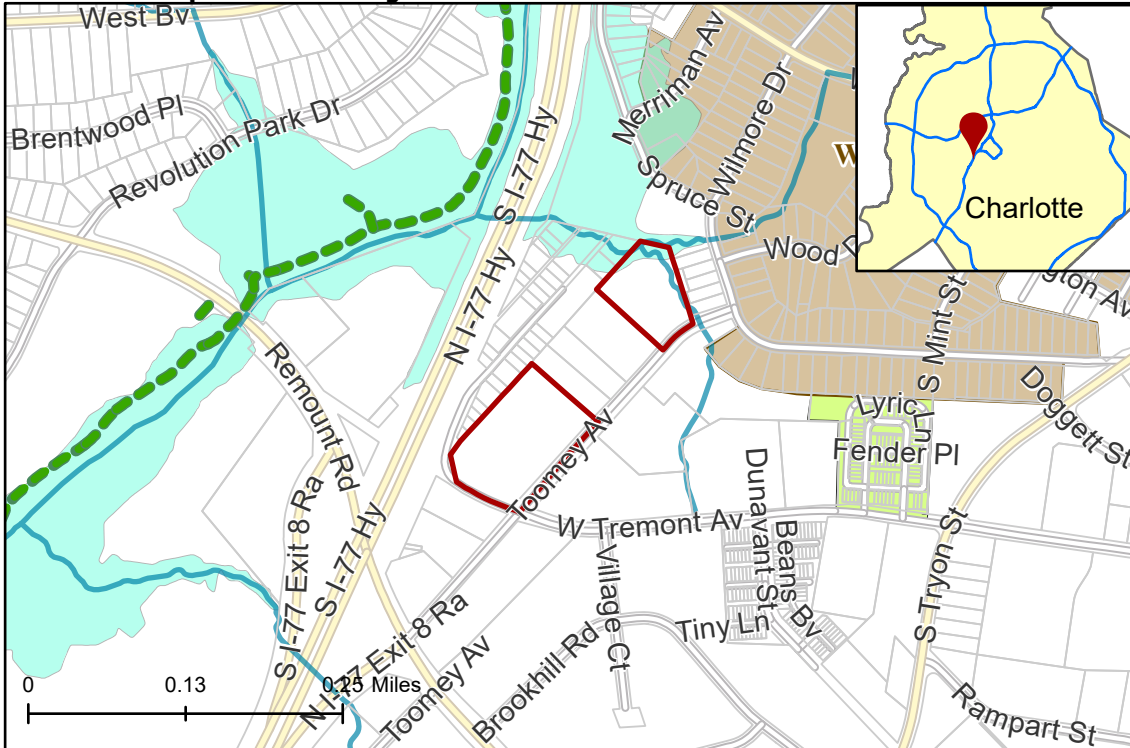 West Bv
Brentwood Pl
Revolution Park Dr
S I-77 Hy
Merriman Av
Wilmore Dr
Spruce St
Wood
Charlotte
N I-77 Hy
S Mint St
Remount Rd
Doggett St
Lyric Ln
Fender Pl
Toomey Av
W Tremont Av
Dunavant St
Beans Bv
S I-77 Exit 8 Ra
S I-77 Hy
Village Ct
S Tryon St
Tiny Ln
N I-77 Exit 8 Ra
Toomey Av
Brookhill Rd
Rampart St
0 0.13 0.25 Miles